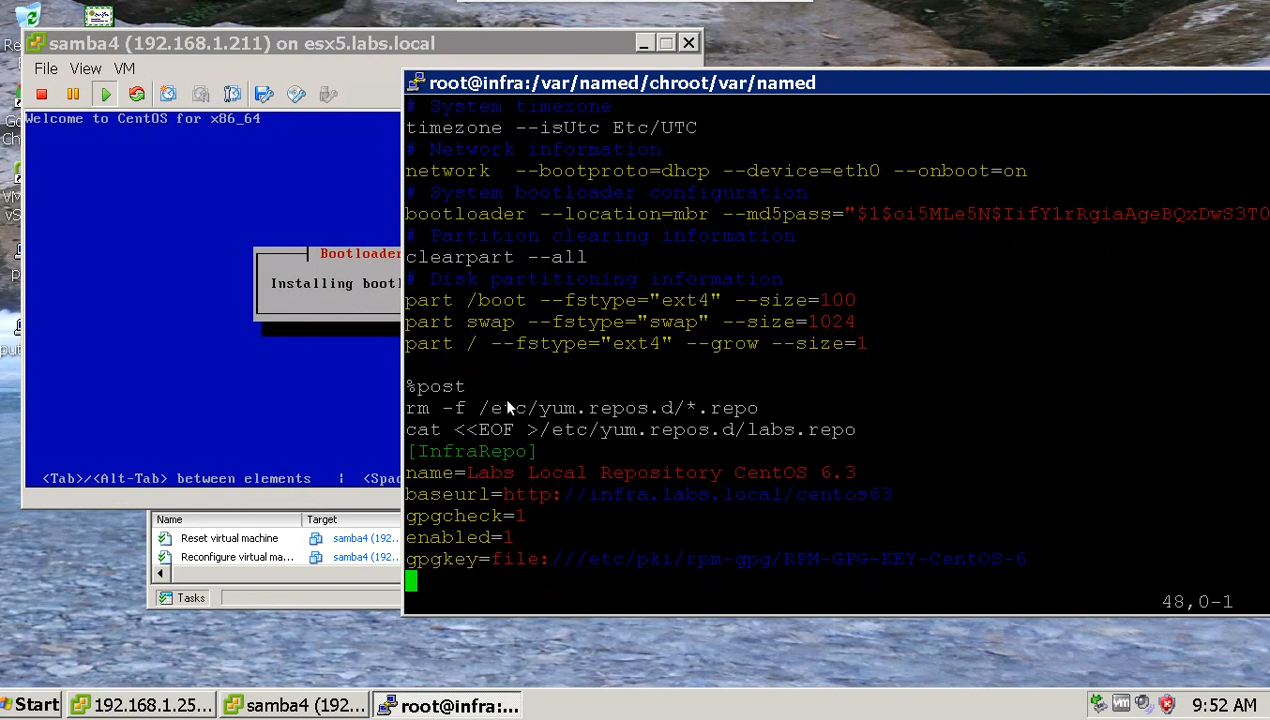 samba4 (192.168.1.211) on esx5.labs.local
File View VM
Welcome to CentOS for x86_64
Bootloader
Installing bootl
<Tab>/<Alt-Tab> between elements | <Spac
Name Target
Reset virtual machine samba4 (192..
Reconfigure virtual ma... samba4 (192..
Tasks
root@infra:/var/named/chroot/var/named
# System timezone
timezone --isUtc Etc/UTC
# Network information
network --bootproto=dhcp --device=eth0 --onboot=on
# System bootloader configuration
bootloader --location=mbr --md5pass="$1$oi5MLe5N$IifY1rRgiaAgeBQxDwS3T0
# Partition clearing information
clearpart --all
# Disk partitioning information
part /boot --fstype="ext4" --size=100
part swap --fstype="swap" --size=1024
part / --fstype="ext4" --grow --size=1
%post
rm -f /etc/yum.repos.d/*.repo
cat <<EOF >/etc/yum.repos.d/labs.repo
[InfraRepo]
name=Labs Local Repository CentOS 6.3
baseurl=http://infra.labs.local/centos63
gpgcheck=1
enabled=1
gpgkey=file:///etc/pki/rpm-gpg/RPM-GPG-KEY-CentOS-6
48,0-1
Start
192.168.1.25...
samba4 (192...
root@infra:...
9:52 AM